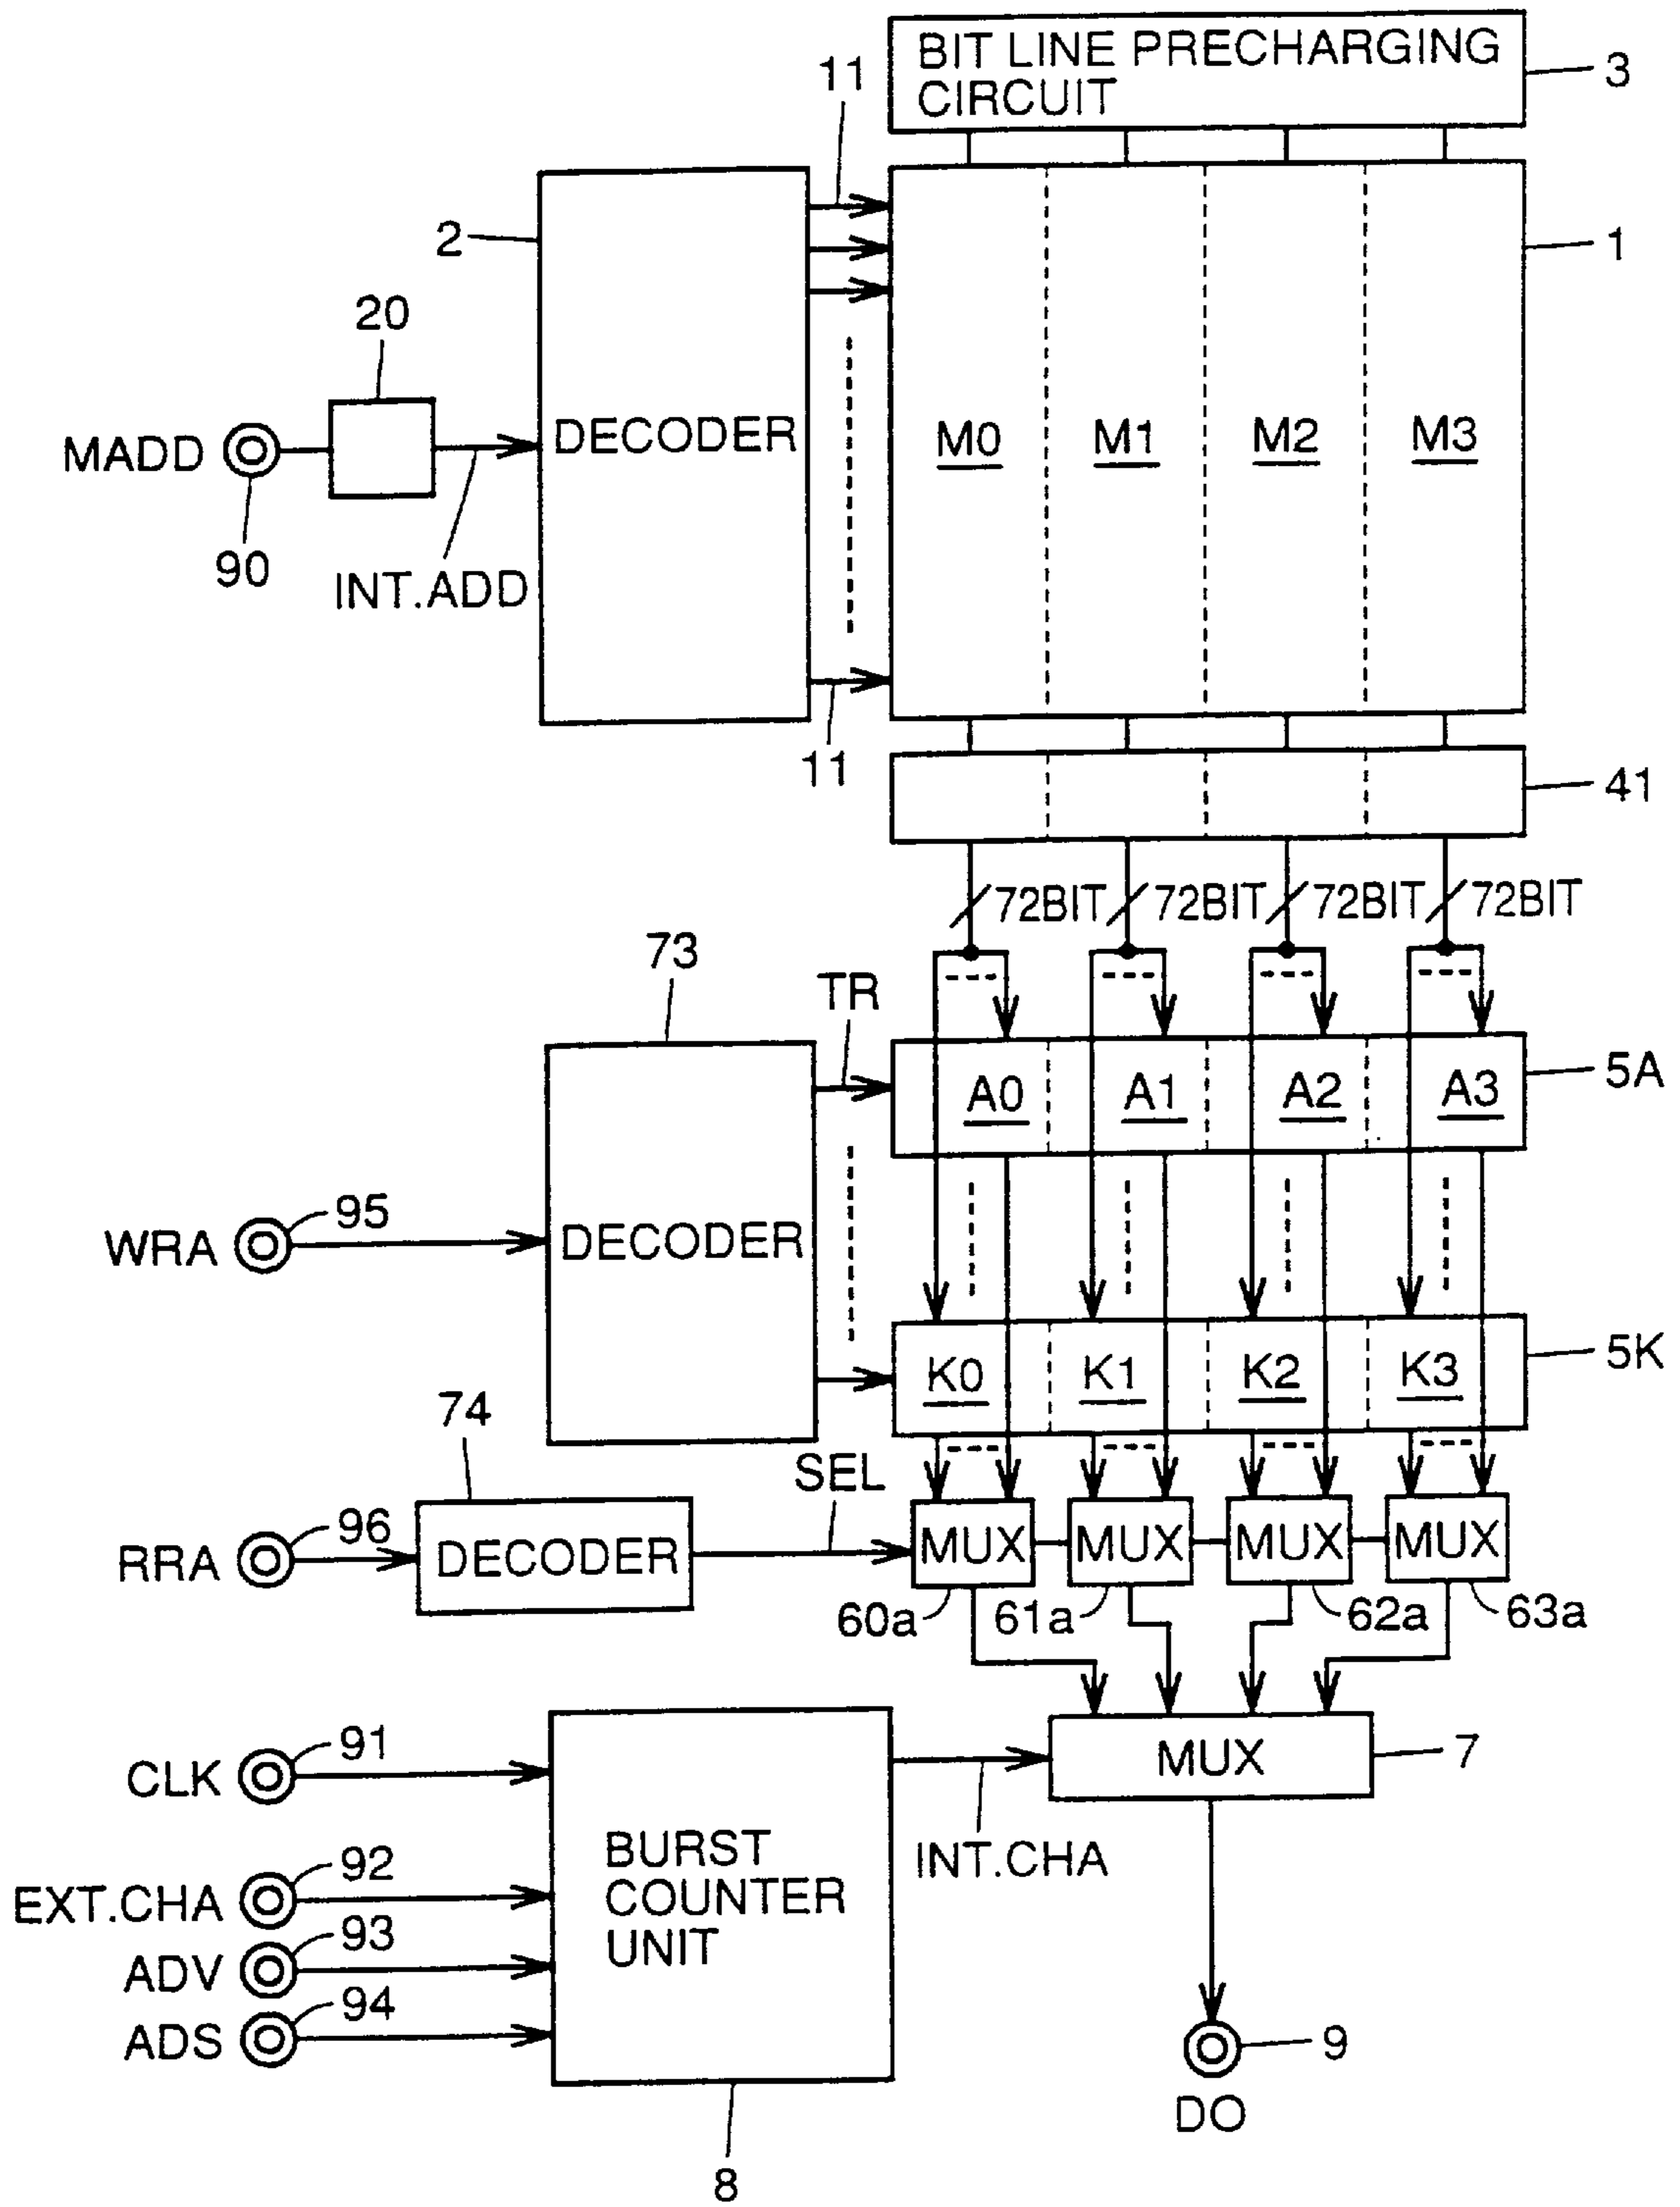 BIT LINE PRECHARGING
CIRCUIT
3
11
2
1
20
DECODER
M0
M1
M2
M3
MADD
90
INT.ADD
11
41
72BIT
72BIT
72BIT
72BIT
73
TR
5A
A0
A1
A2
A3
95
WRA
DECODER
5K
K0
K1
K2
K3
74
SEL
96
RRA
DECODER
MUX
MUX
MUX
MUX
60a
61a
62a
63a
91
CLK
MUX
7
BURST
COUNTER
UNIT
INT.CHA
92
EXT.CHA
93
ADV
94
ADS
9
DO
8